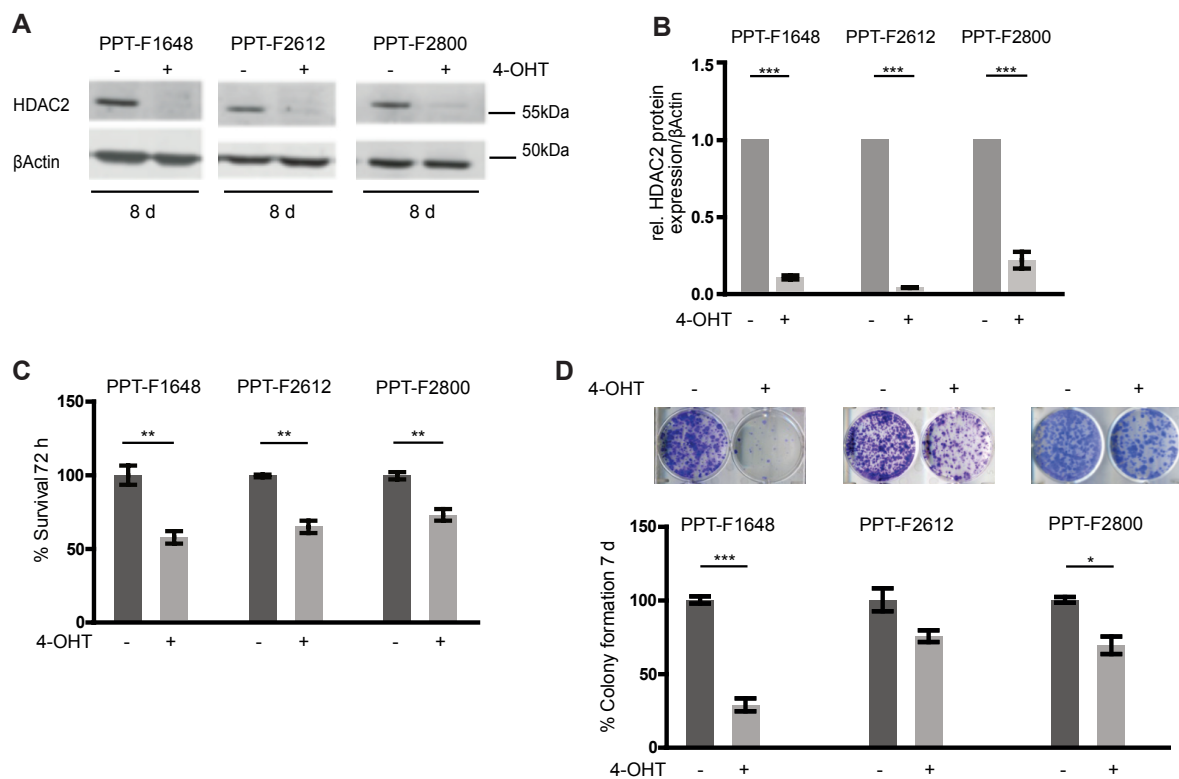 A
PPT-F1648 PPT-F2612 PPT-F2800
- + - + - + 4-OHT
HDAC2
55kDa
βActin
50kDa
8 d 8 d 8 d
B
PPT-F1648 PPT-F2612 PPT-F2800
rel. HDAC2 protein
expression/βActin
1.5
*** *** ***
1.0
0.5
0.0
4-OHT - + - + - +
C
PPT-F1648 PPT-F2612 PPT-F2800
% Survival 72 h
150
** ** **
100
50
0
4-OHT - + - + - +
D
4-OHT - + - + - +
PPT-F1648 PPT-F2612 PPT-F2800
% Colony formation 7 d
150
*** *
100
50
0
4-OHT - + - + - +